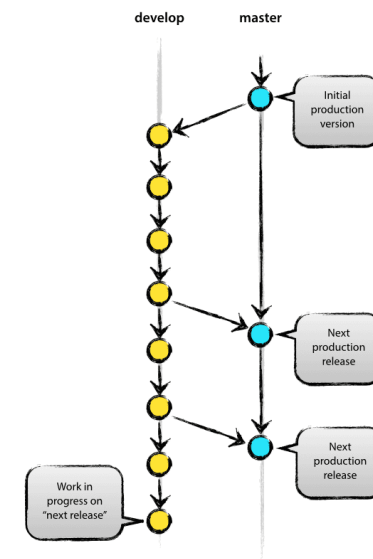 develop
master
Initial
production
version
Next
production
release
Next
production
release
Work in
progress on
“next release”